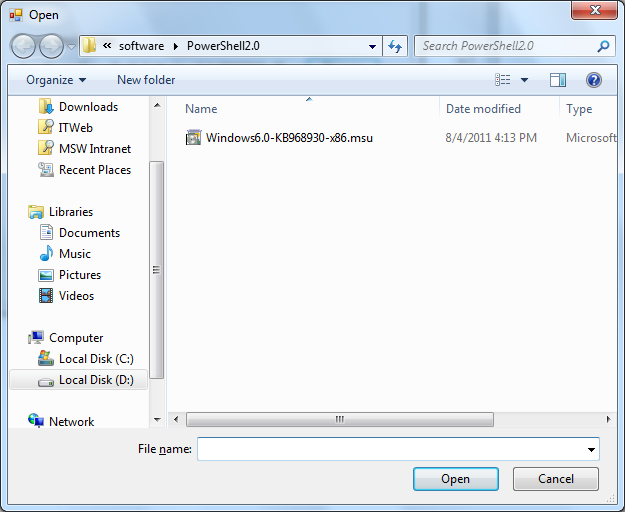 Open
« software PowerShell2.0
Search PowerShell2.0
Organize New folder
Name Date modified Type
Windows6.0-KB968930-x86.msu 8/4/2011 4:13 PM Microsoft
Downloads
ITWeb
MSW Intranet
Recent Places
Libraries
Documents
Music
Pictures
Videos
Computer
Local Disk (C:)
Local Disk (D:)
Network
File name:
Open Cancel